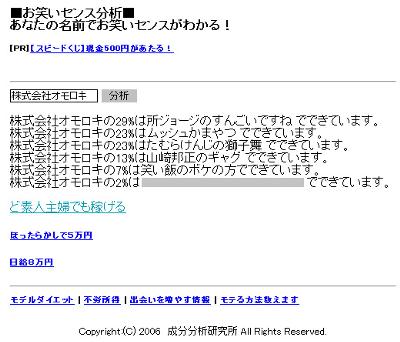 ■お笑いセンス分析■
あなたの名前でお笑いセンスがわかる！
[PR]【スピードくじ】現金500円があたる！
株式会社オモロキ 分析
株式会社オモロキの29%は所ジョージのすんごいですね でできています。
株式会社オモロキの23%はムッシュかまやつ でできています。
株式会社オモロキの23%はたむらけんじの獅子舞 でできています。
株式会社オモロキの13%は山崎邦正のギャグ でできています。
株式会社オモロキの7%は笑い飯のボケの方でできています。
株式会社オモロキの2%は でできています。
ど素人主婦でも稼げる
ほったらかしで5万円
日給8万円
モデルダイエット | 不労所得 | 出会いを増やす情報 | モテる方法教えます
Copyright (C) 2006 成分分析研究所 All Rights Reserved.